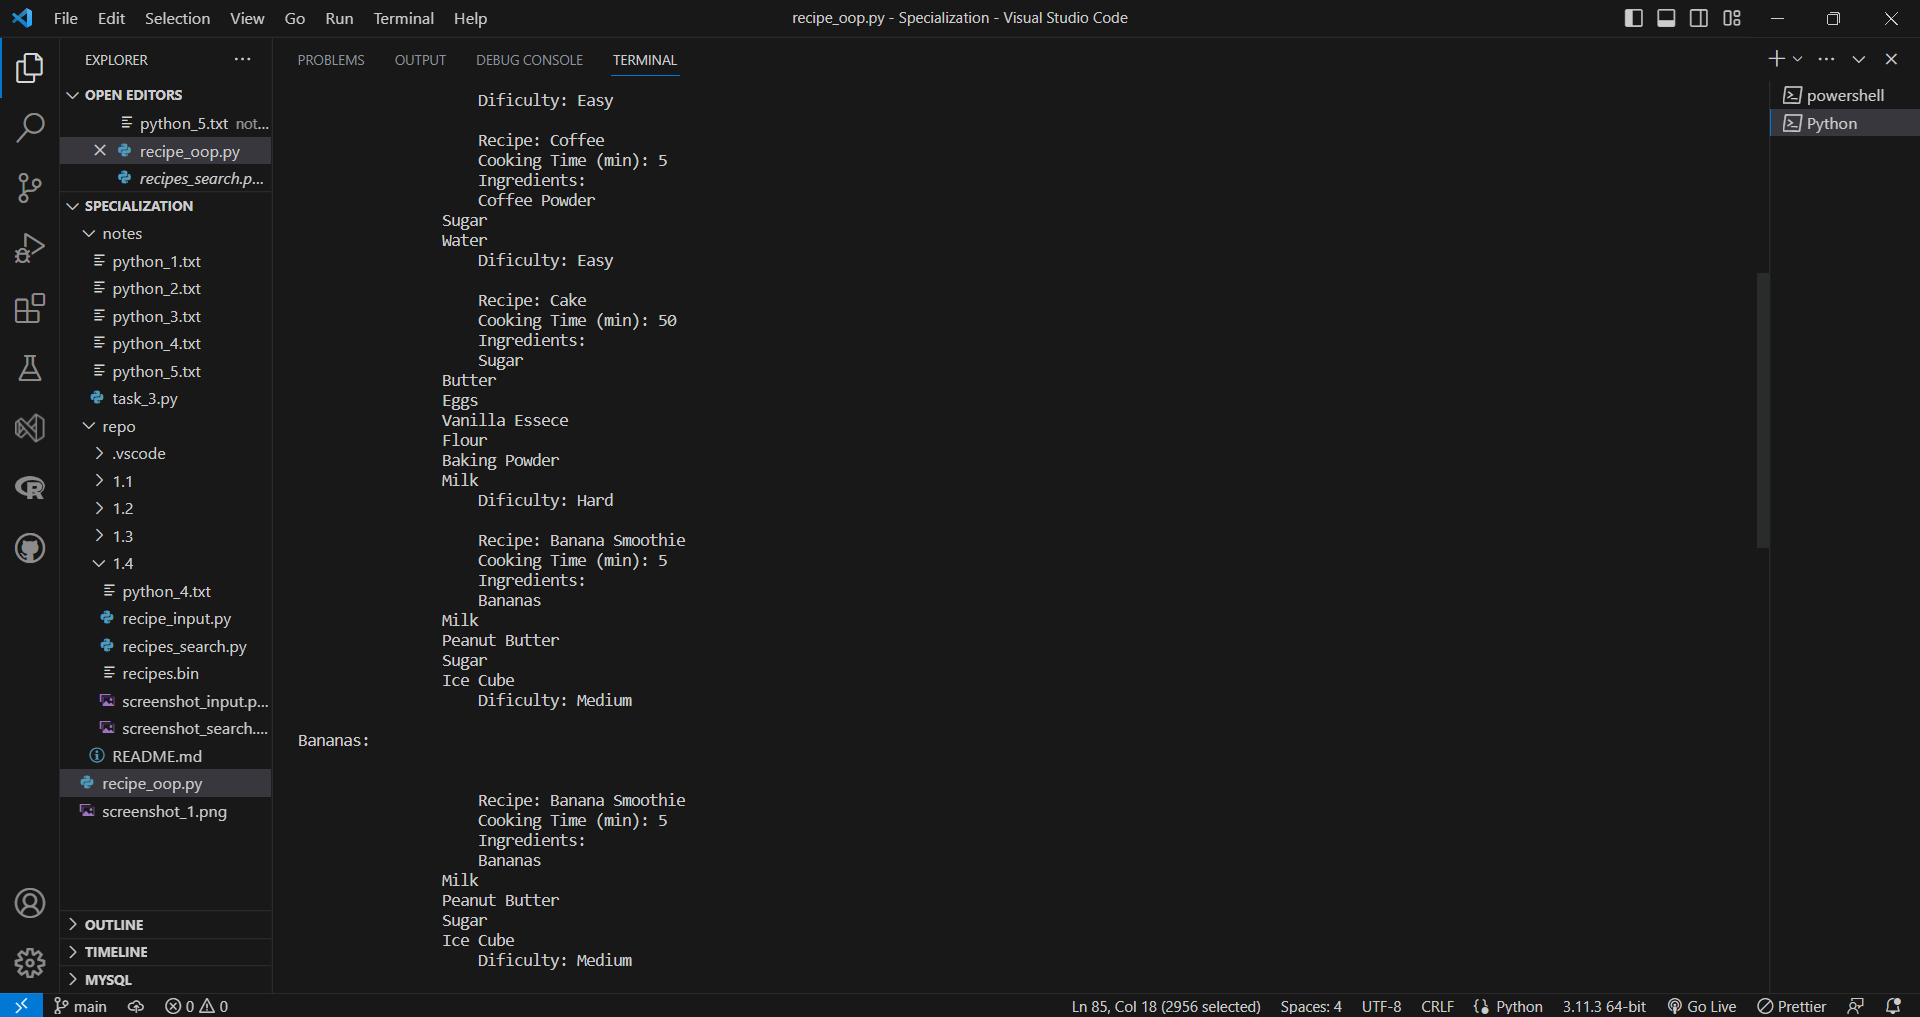 File Edit Selection View Go Run Terminal Help
recipe_oop.py - Specialization - Visual Studio Code
EXPLORER
OPEN EDITORS
python_5.txt not...
recipe_oop.py
recipes_search.p...
SPECIALIZATION
notes
python_1.txt
python_2.txt
python_3.txt
python_4.txt
python_5.txt
task_3.py
repo
.vscode
1.1
1.2
1.3
1.4
python_4.txt
recipe_input.py
recipes_search.py
recipes.bin
screenshot_input.p...
screenshot_search....
README.md
recipe_oop.py
screenshot_1.png
OUTLINE
TIMELINE
MYSQL
PROBLEMS OUTPUT DEBUG CONSOLE TERMINAL
Dificulty: Easy
Recipe: Coffee
Cooking Time (min): 5
Ingredients:
Coffee Powder
Sugar
Water
Dificulty: Easy
Recipe: Cake
Cooking Time (min): 50
Ingredients:
Sugar
Butter
Eggs
Vanilla Essece
Flour
Baking Powder
Milk
Dificulty: Hard
Recipe: Banana Smoothie
Cooking Time (min): 5
Ingredients:
Bananas
Milk
Peanut Butter
Sugar
Ice Cube
Dificulty: Medium
Bananas:
Recipe: Banana Smoothie
Cooking Time (min): 5
Ingredients:
Bananas
Milk
Peanut Butter
Sugar
Ice Cube
Dificulty: Medium
powershell
Python
main 0 0
Ln 85, Col 18 (2956 selected) Spaces: 4 UTF-8 CRLF Python 3.11.3 64-bit Go Live Prettier